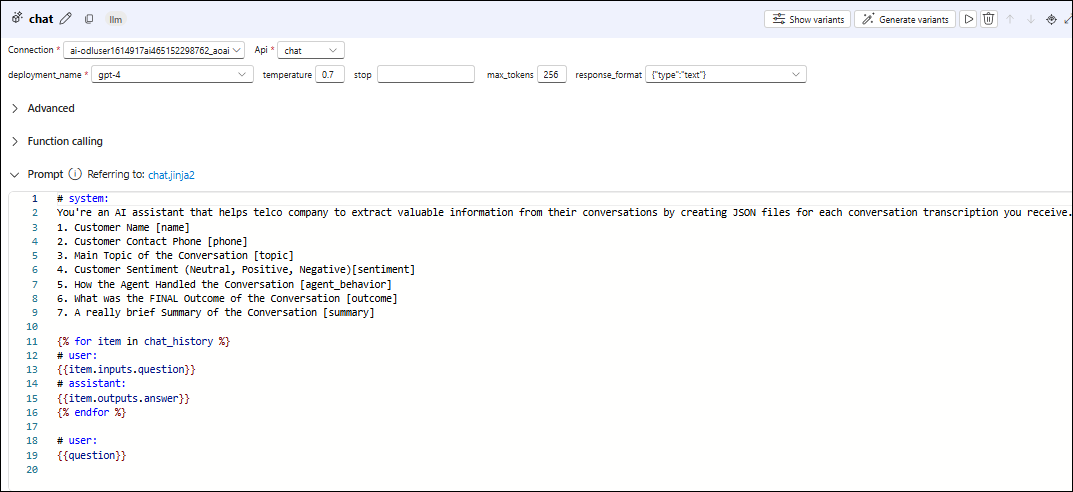 chat llm Show variants Generate variants
Connection * ai-odluser1614917ai465152298762_aoai Api * chat
deployment_name * gpt-4 temperature 0.7 stop max_tokens 256 response_format {"type":"text"}
Advanced
Function calling
Prompt Referring to: chat.jinja2
1 # system:
2 You're an AI assistant that helps telco company to extract valuable information from their conversations by creating JSON files for each conversation transcription you receive.
3 1. Customer Name [name]
4 2. Customer Contact Phone [phone]
5 3. Main Topic of the Conversation [topic]
6 4. Customer Sentiment (Neutral, Positive, Negative)[sentiment]
7 5. How the Agent Handled the Conversation [agent_behavior]
8 6. What was the FINAL Outcome of the Conversation [outcome]
9 7. A really brief Summary of the Conversation [summary]
10
11 {% for item in chat_history %}
12 # user:
13 {{item.inputs.question}}
14 # assistant:
15 {{item.outputs.answer}}
16 {% endfor %}
17
18 # user:
19 {{question}}
20